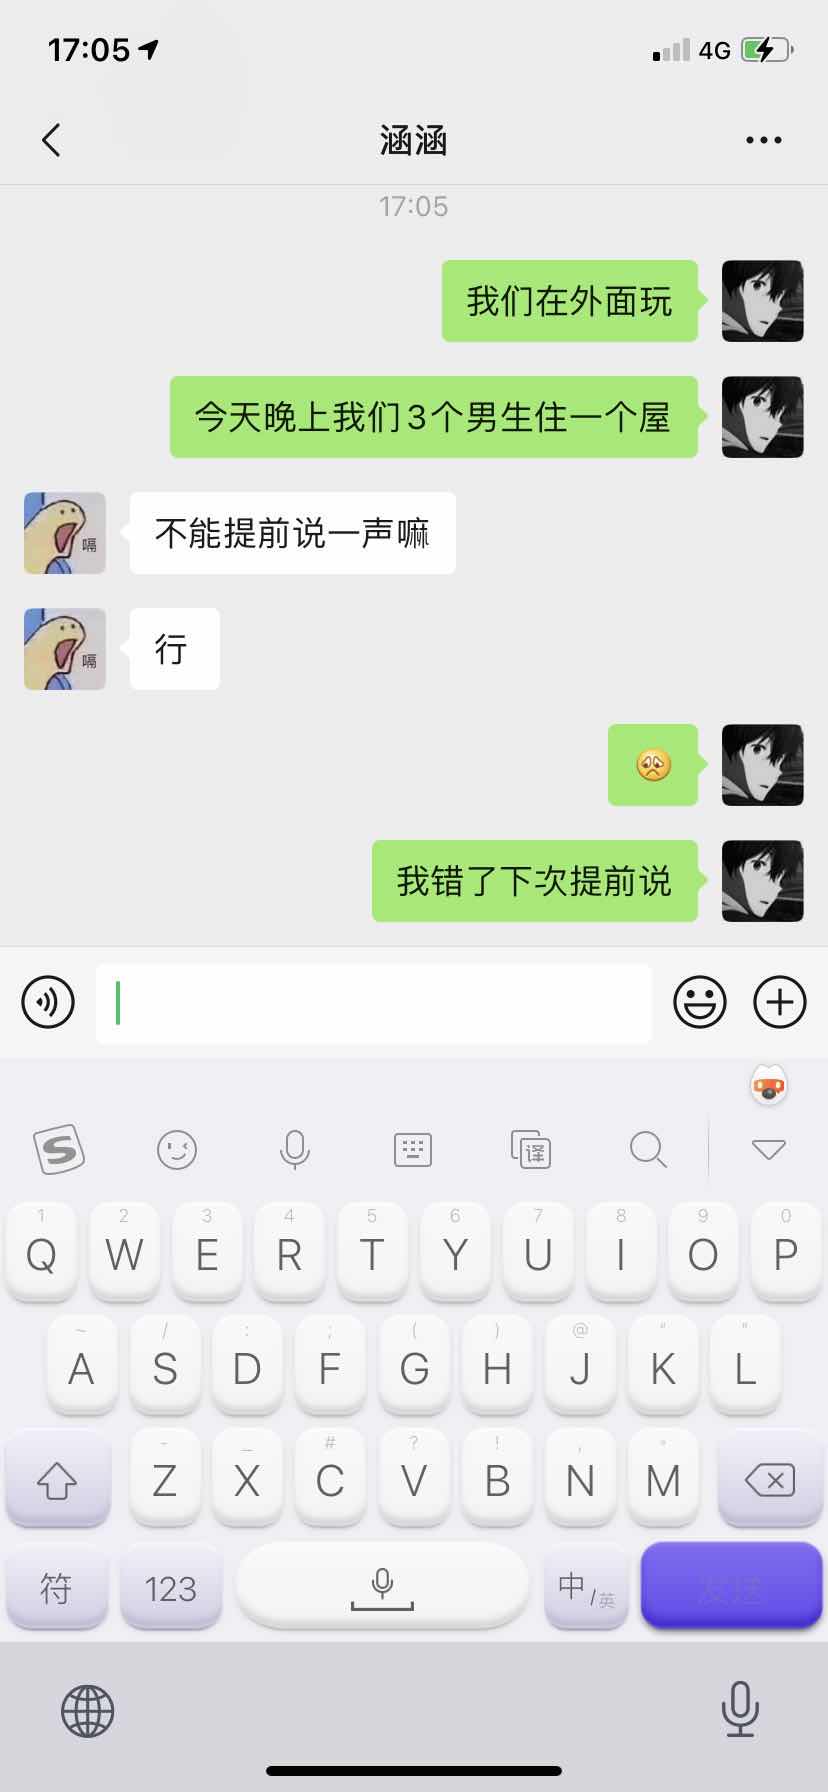 17:05
4G
涵涵
17:05
我们在外面玩
今天晚上我们3个男生住一个屋
不能提前说一声嘛
嗝
行
嗝
我错了下次提前说
译
1 2 3 4 5 6 7 8 9 0
Q W E R T Y U I O P
~ / : ; ( ) @ “ ”
A S D F G H J K L
- _ # ? ! , 。
Z X C V B N M
符 123 中/英 发送